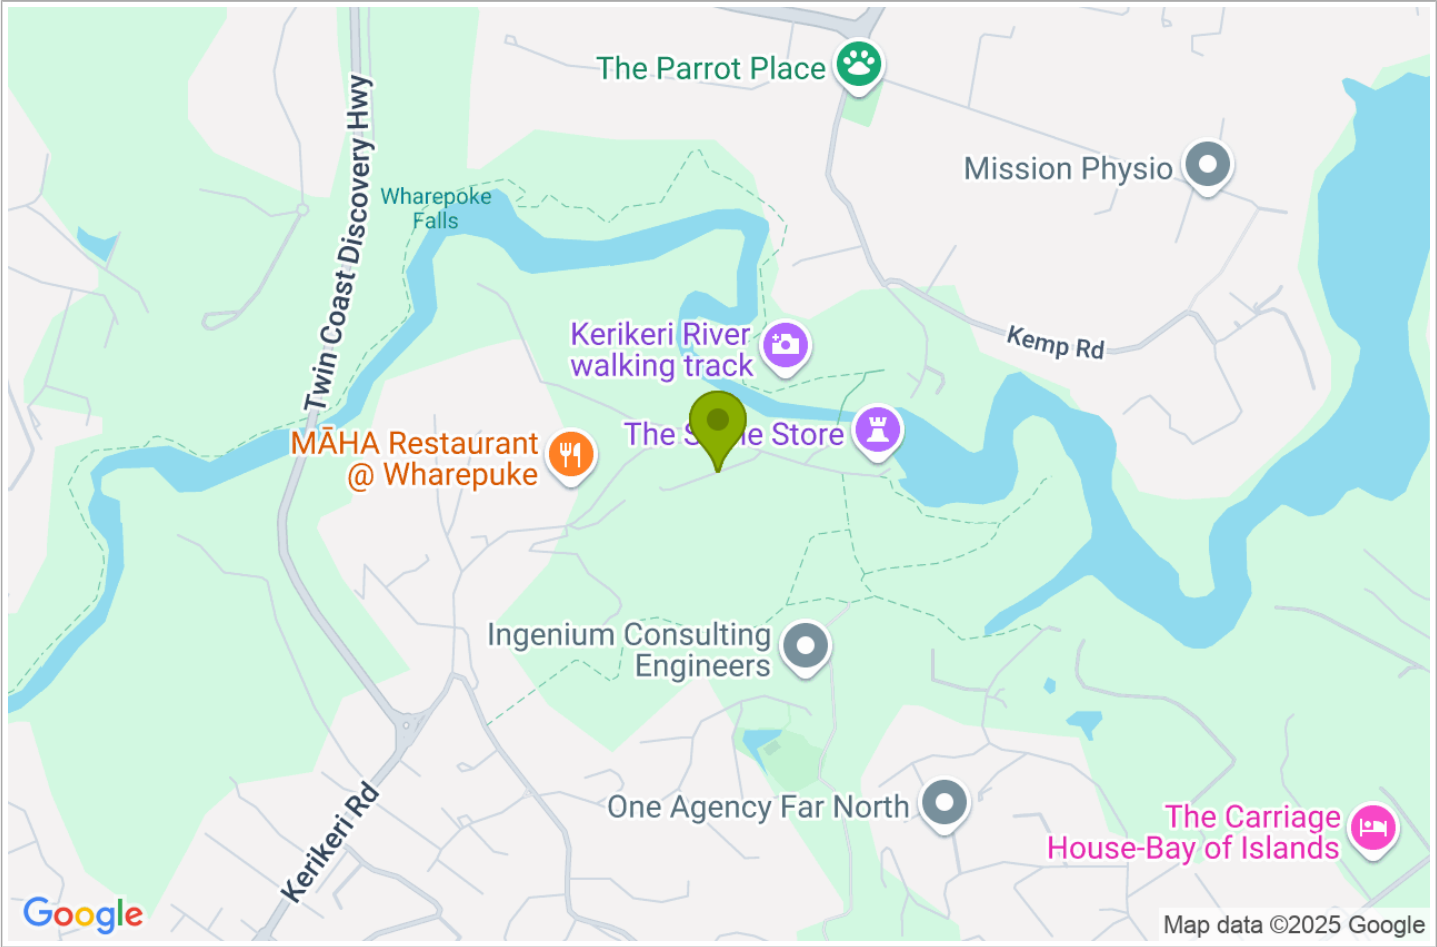 The Parrot Place
Twin Coast Discovery Hwy
Mission Physio
Wharepoke
Falls
Kerikeri River
walking track
Kemp Rd
The S
e Store
MĀHA Restaurant
@ Wharepuke
Ingenium Consulting
Engineers
One Agency Far North
Kerikeri Rd
The Carriage
House-Bay of Islands
Google
Map data ©2025 Google